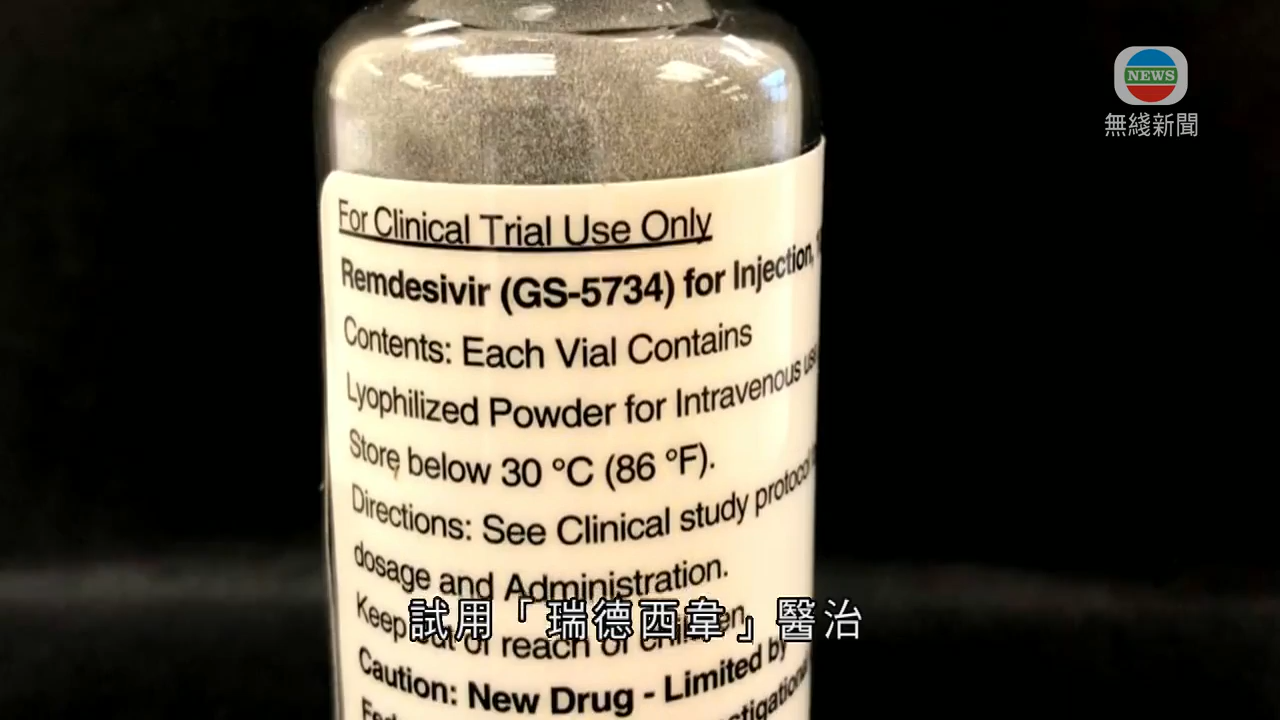 NEWS
無綫新聞
For Clinical Trial Use Only
Remdesivir (GS-5734) for Injection,
Contents: Each Vial Contains
Lyophilized Powder for Intravenous
Store below 30 °C (86 °F).
Directions: See Clinical study protocol
dosage and Administration.
Keep out of reach of children.
試用「瑞德西韋」醫治
Caution: New Drug - Limited by